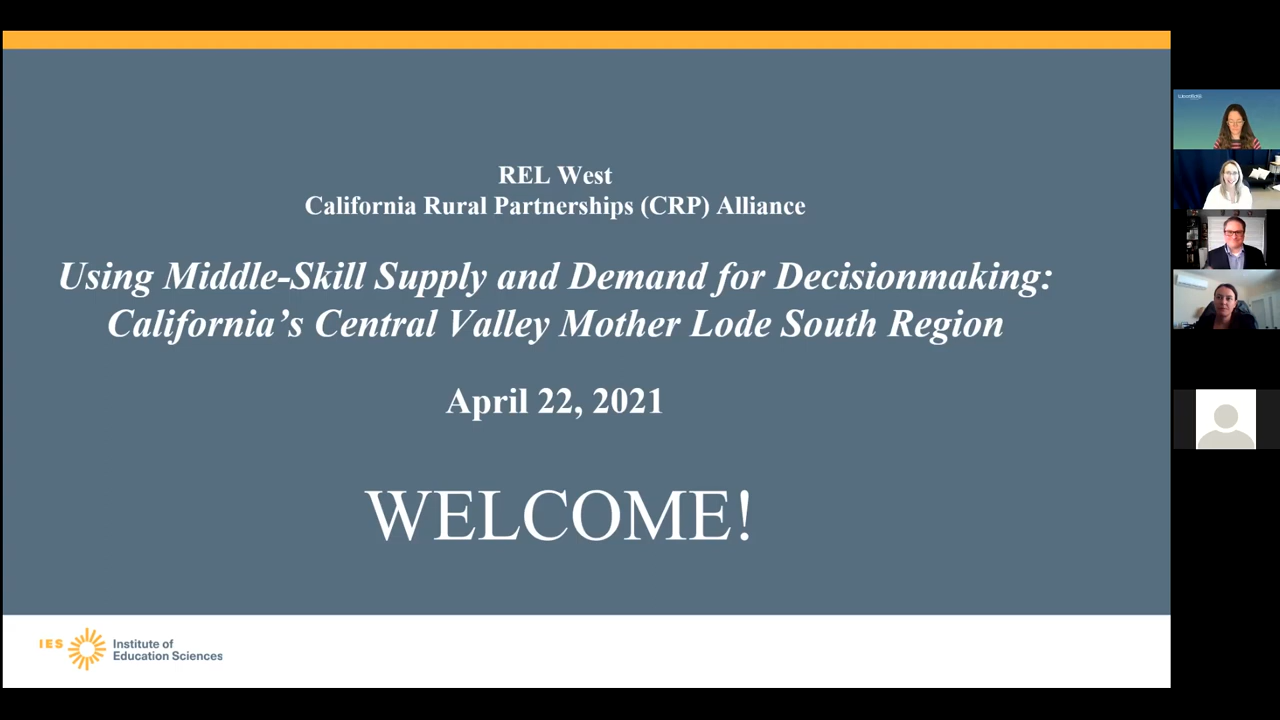 REL West
California Rural Partnerships (CRP) Alliance
Using Middle-Skill Supply and Demand for Decisionmaking:
California’s Central Valley Mother Lode South Region
April 22, 2021
WELCOME!
IES
Institute of
Education Sciences